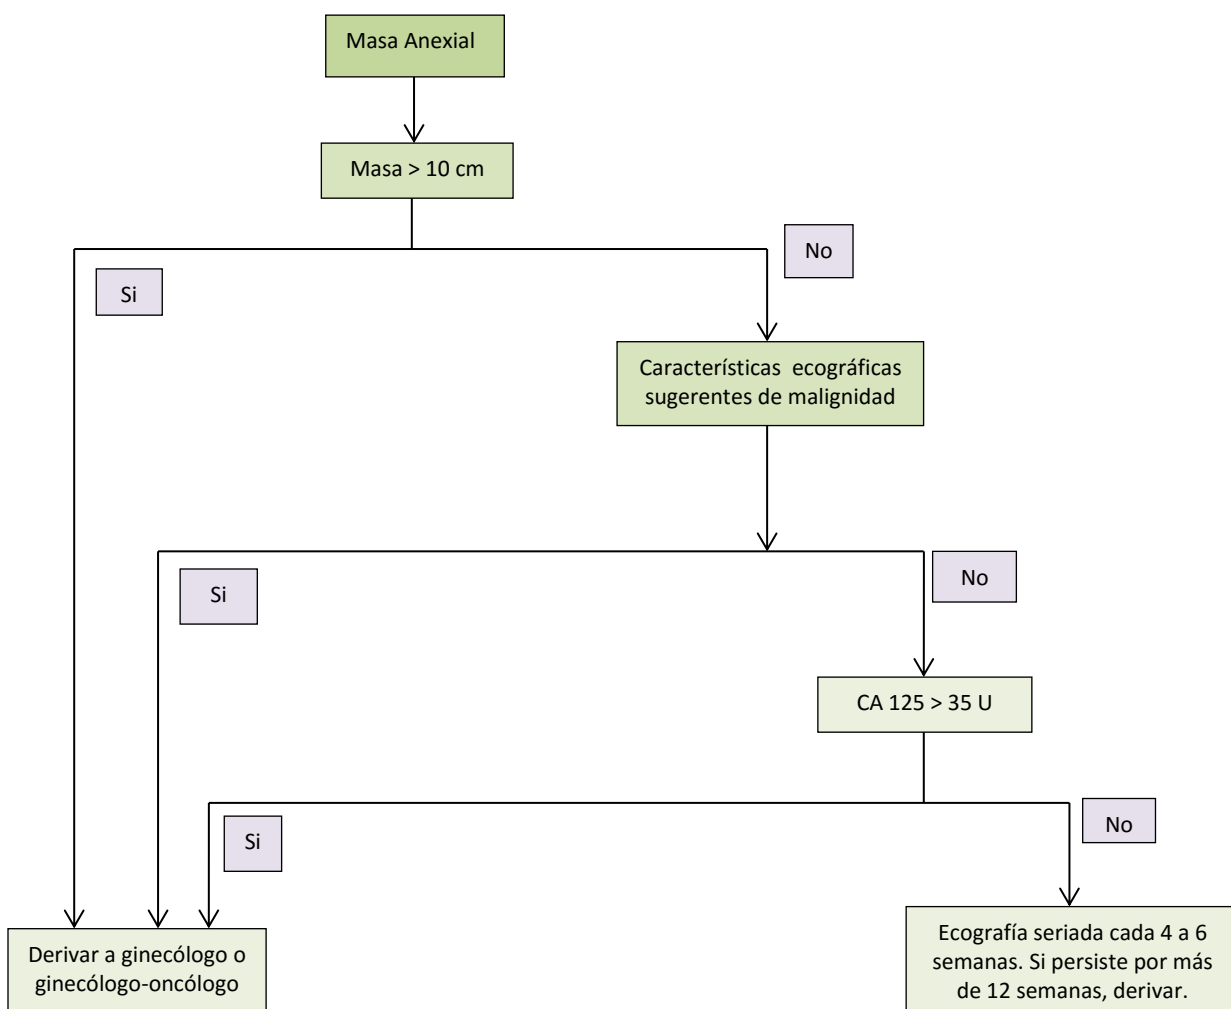 Masa Anexial
Masa > 10 cm
No
Si
Características ecográficas
sugerentes de malignidad
No
Si
CA 125 > 35 U
No
Si
Derivar a ginecólogo o
ginecólogo-oncólogo
Ecografía seriada cada 4 a 6
semanas. Si persiste por más
de 12 semanas, derivar.